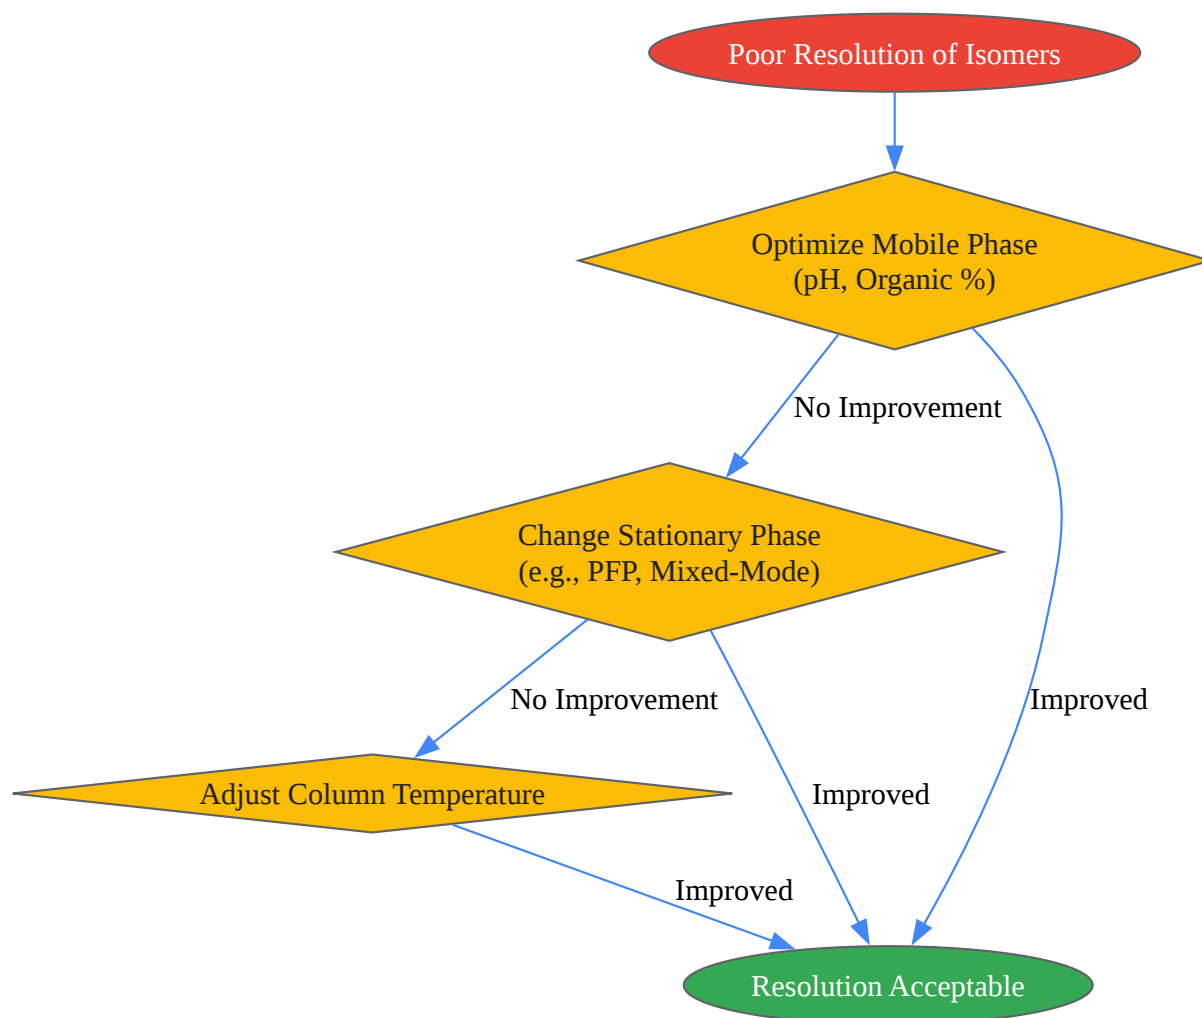 Poor Resolution of Isomers
Optimize Mobile Phase
(pH, Organic %)
No Improvement
Change Stationary Phase
(e.g., PFP, Mixed-Mode)
No Improvement
Improved
Adjust Column Temperature
Improved
Improved
Resolution Acceptable